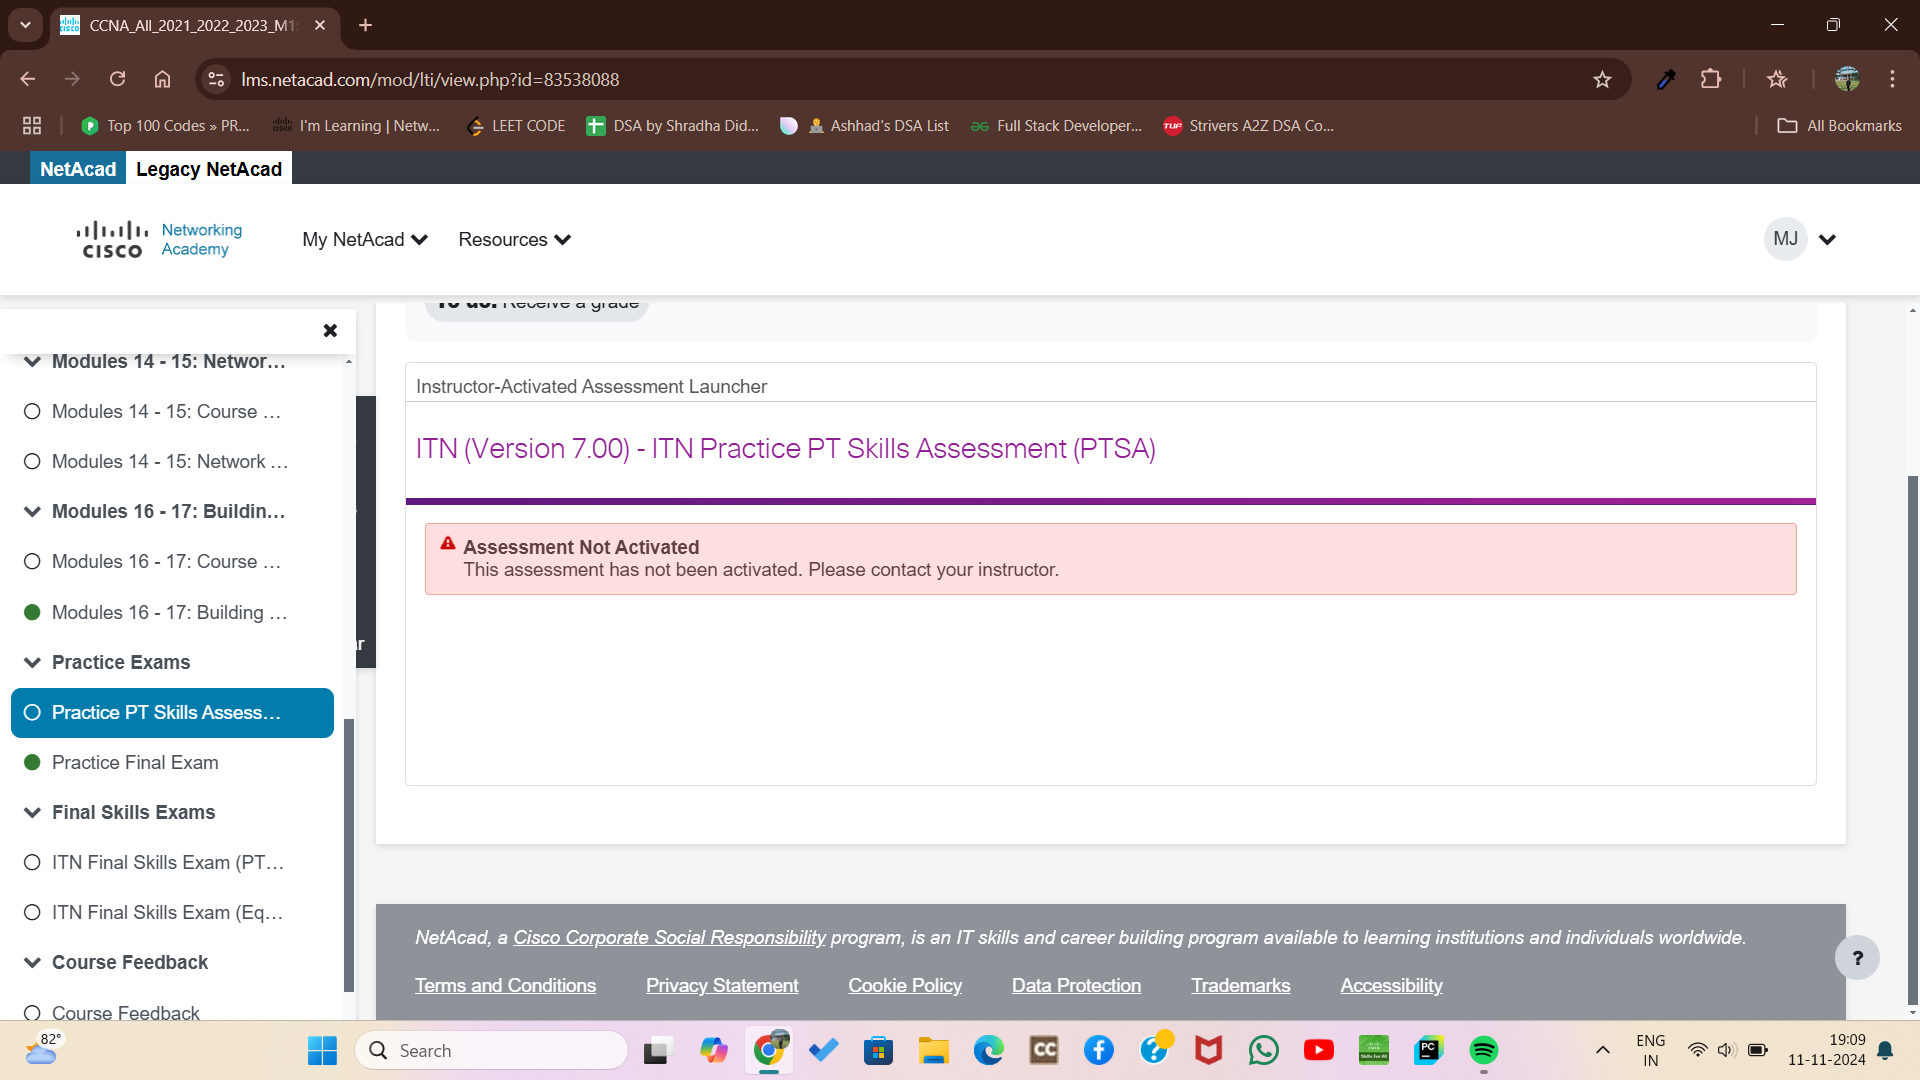 CCNA_All_2021_2022_2023_M1:
lms.netacad.com/mod/lti/view.php?id=83538088
Top 100 Codes » PR...
I'm Learning | Netw...
LEET CODE
DSA by Shradha Did...
Ashhad's DSA List
Full Stack Developer...
TUF
Strivers A2Z DSA Co...
All Bookmarks
NetAcad
Legacy NetAcad
CISCO
Networking
Academy
My NetAcad
Resources
MJ
To do: Receive a grade
Modules 14 - 15: Networ...
Modules 14 - 15: Course ...
Modules 14 - 15: Network ...
Modules 16 - 17: Buildin...
Modules 16 - 17: Course ...
Modules 16 - 17: Building ...
Practice Exams
Practice PT Skills Assess...
Practice Final Exam
Final Skills Exams
ITN Final Skills Exam (PT...
ITN Final Skills Exam (Eq...
Course Feedback
Course Feedback
Instructor-Activated Assessment Launcher
ITN (Version 7.00) - ITN Practice PT Skills Assessment (PTSA)
Assessment Not Activated
This assessment has not been activated. Please contact your instructor.
NetAcad, a Cisco Corporate Social Responsibility program, is an IT skills and career building program available to learning institutions and individuals worldwide.
Terms and Conditions
Privacy Statement
Cookie Policy
Data Protection
Trademarks
Accessibility
?
82°
Search
CC
PC
ENG
IN
19:09
11-11-2024